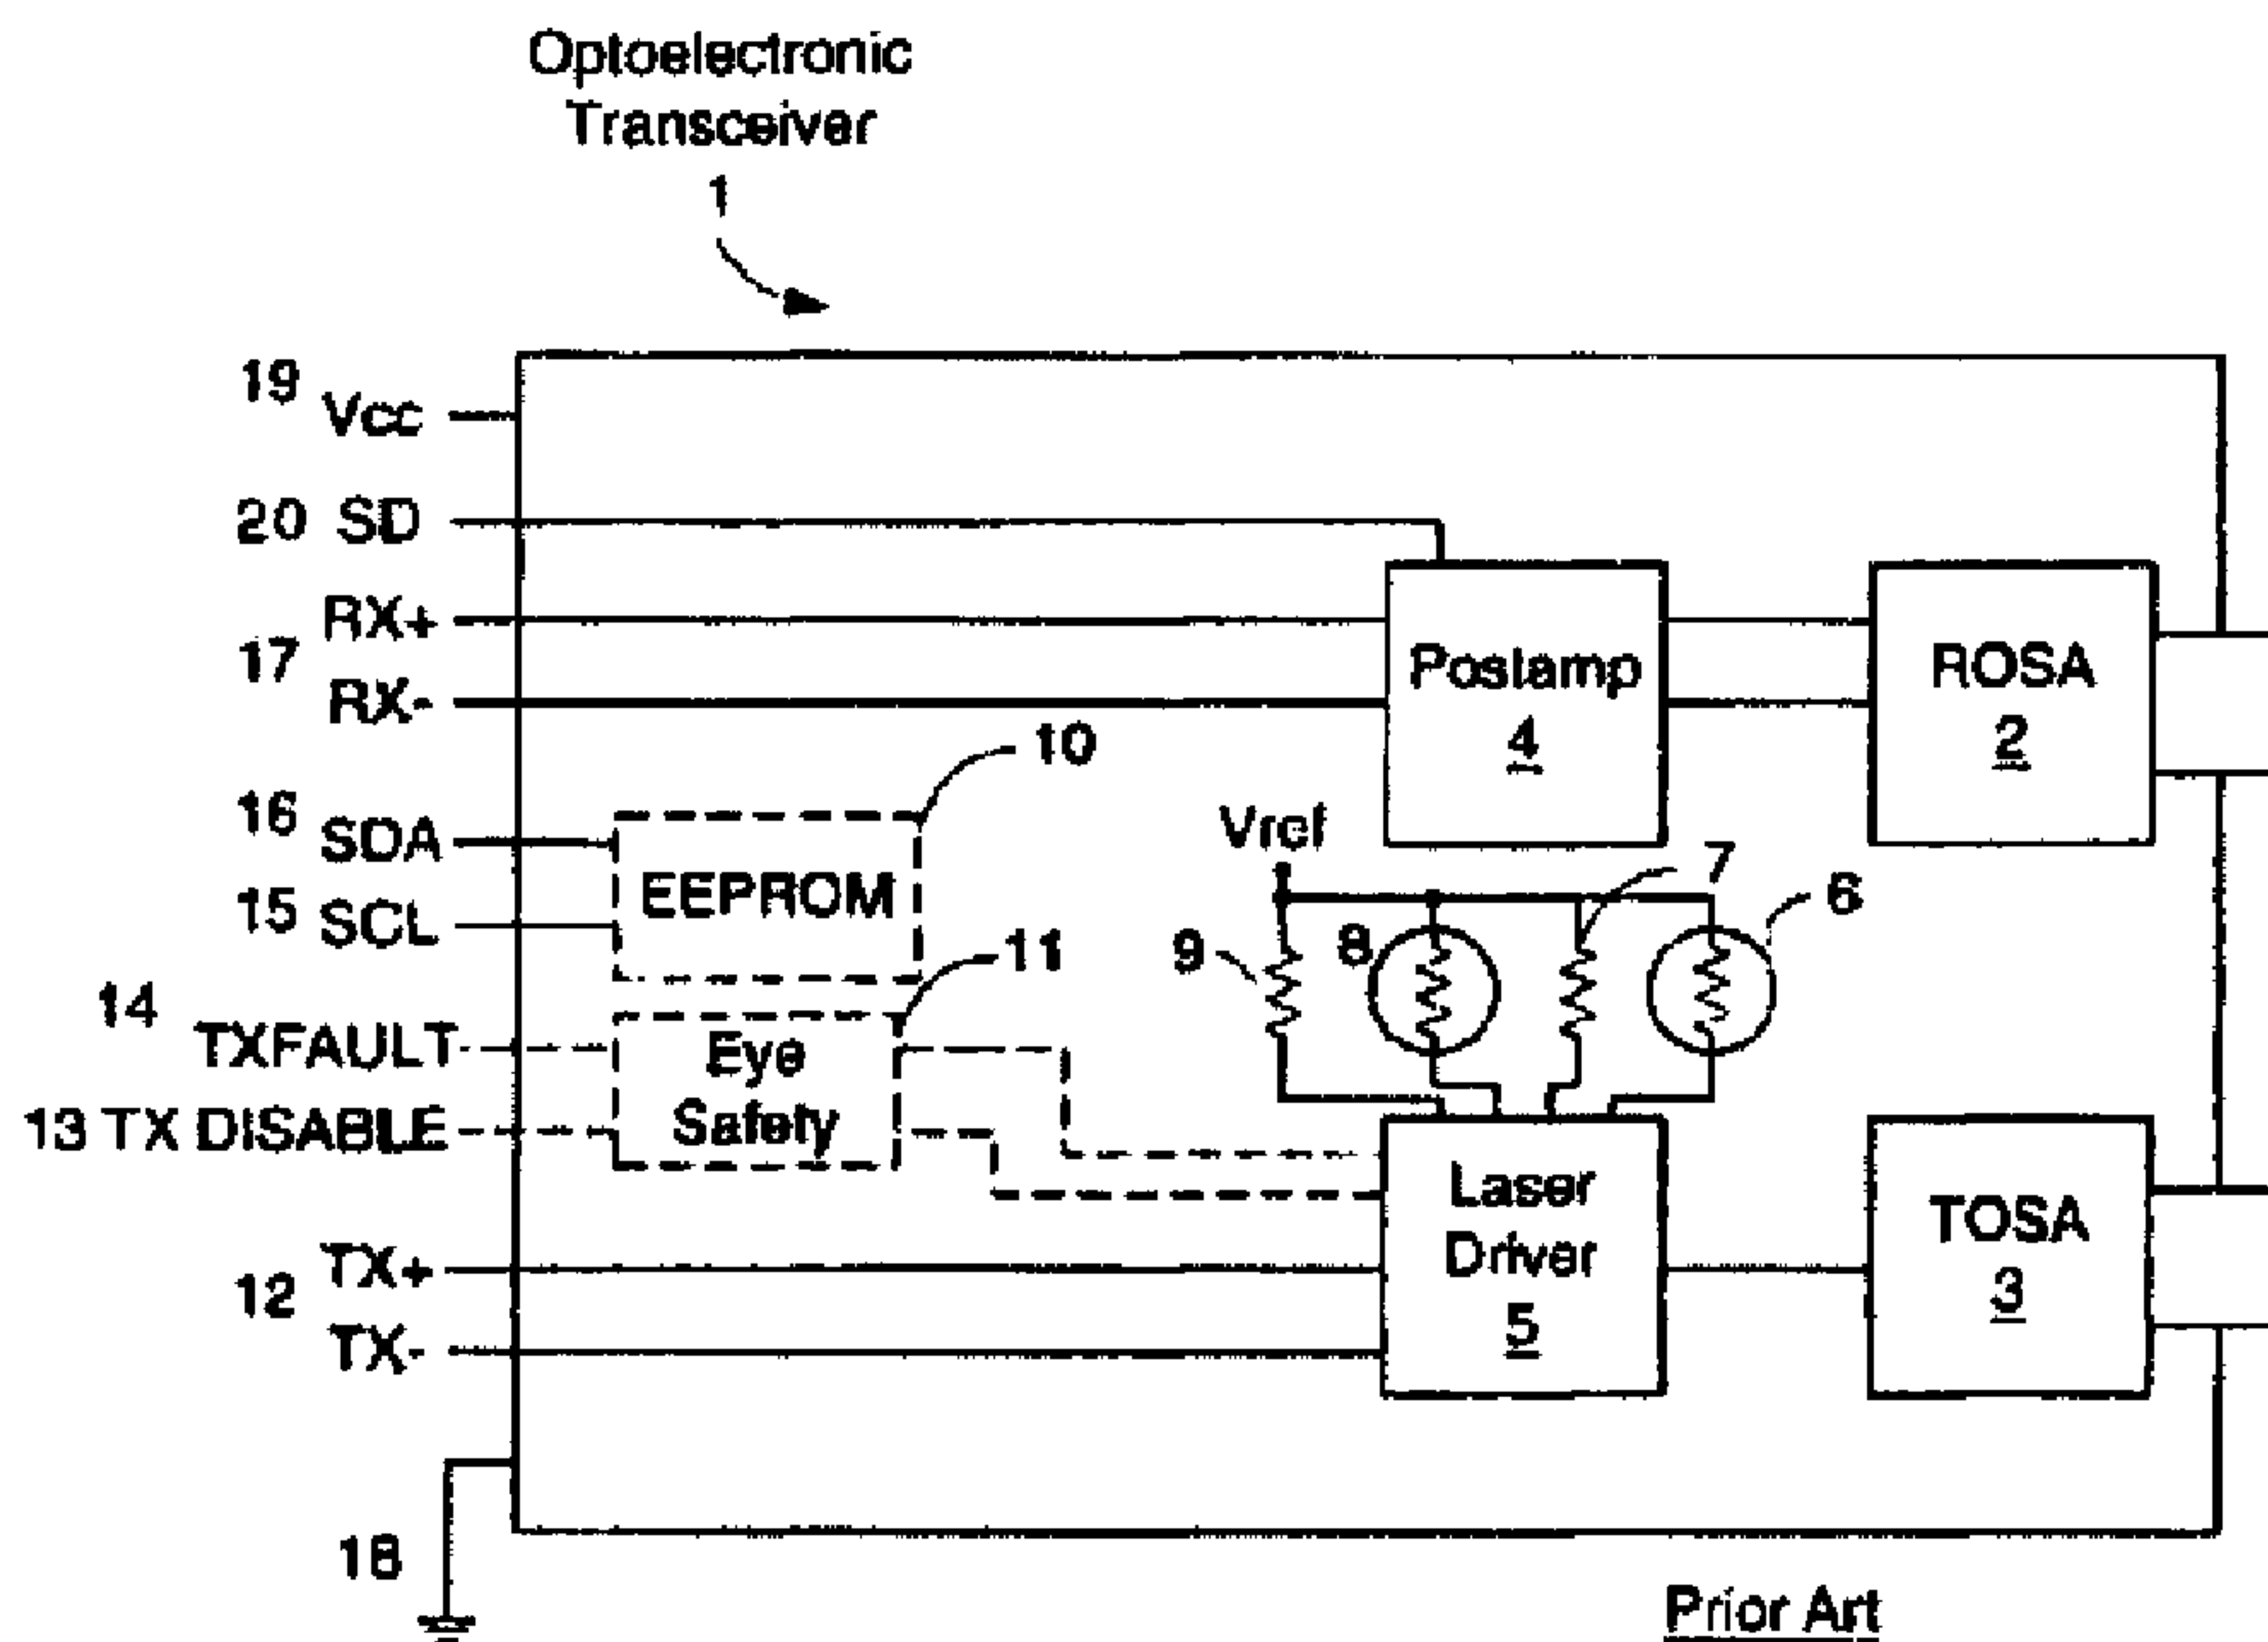 Optoelectronic
Transceiver
1
19
Vcc
20 SD
RX+
17
RX-
Postamp
4
ROSA
2
10
16
SDA
EEPROM
15 SCL
Vref
7
6
9
8
11
14
TXFAULT
Eye
Safety
13 TX DISABLE
Laser
Driver
5
TOSA
3
TX+
12
TX-
18
Prior Art